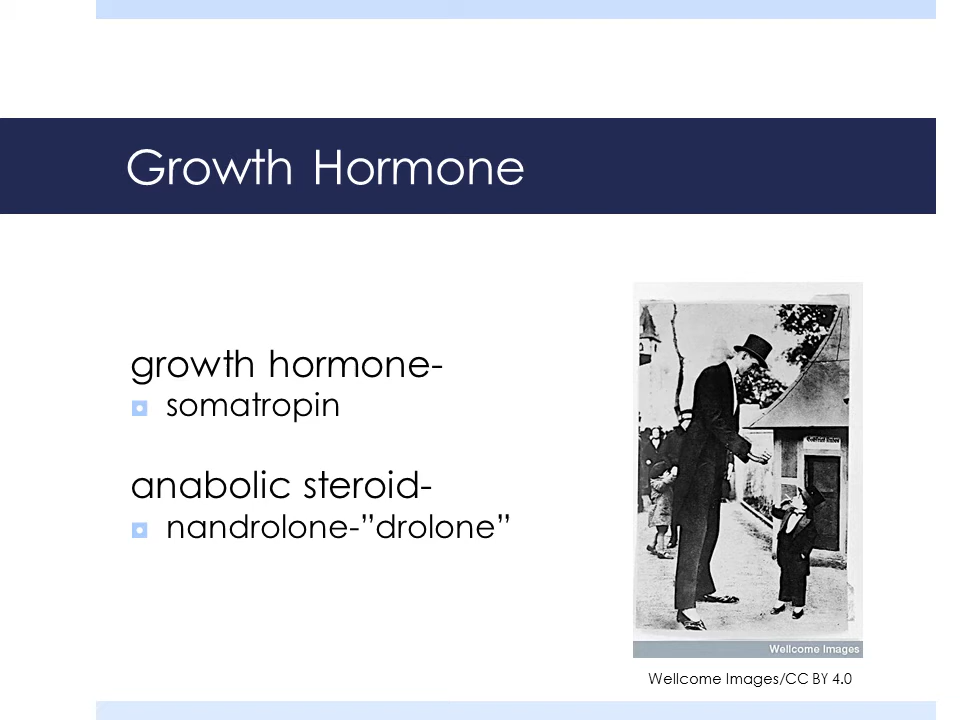 Growth Hormone
growth hormone-
somatropin
anabolic steroid-
nandrolone-”drolone”
Wellcome Images
Wellcome Images/CC BY 4.0